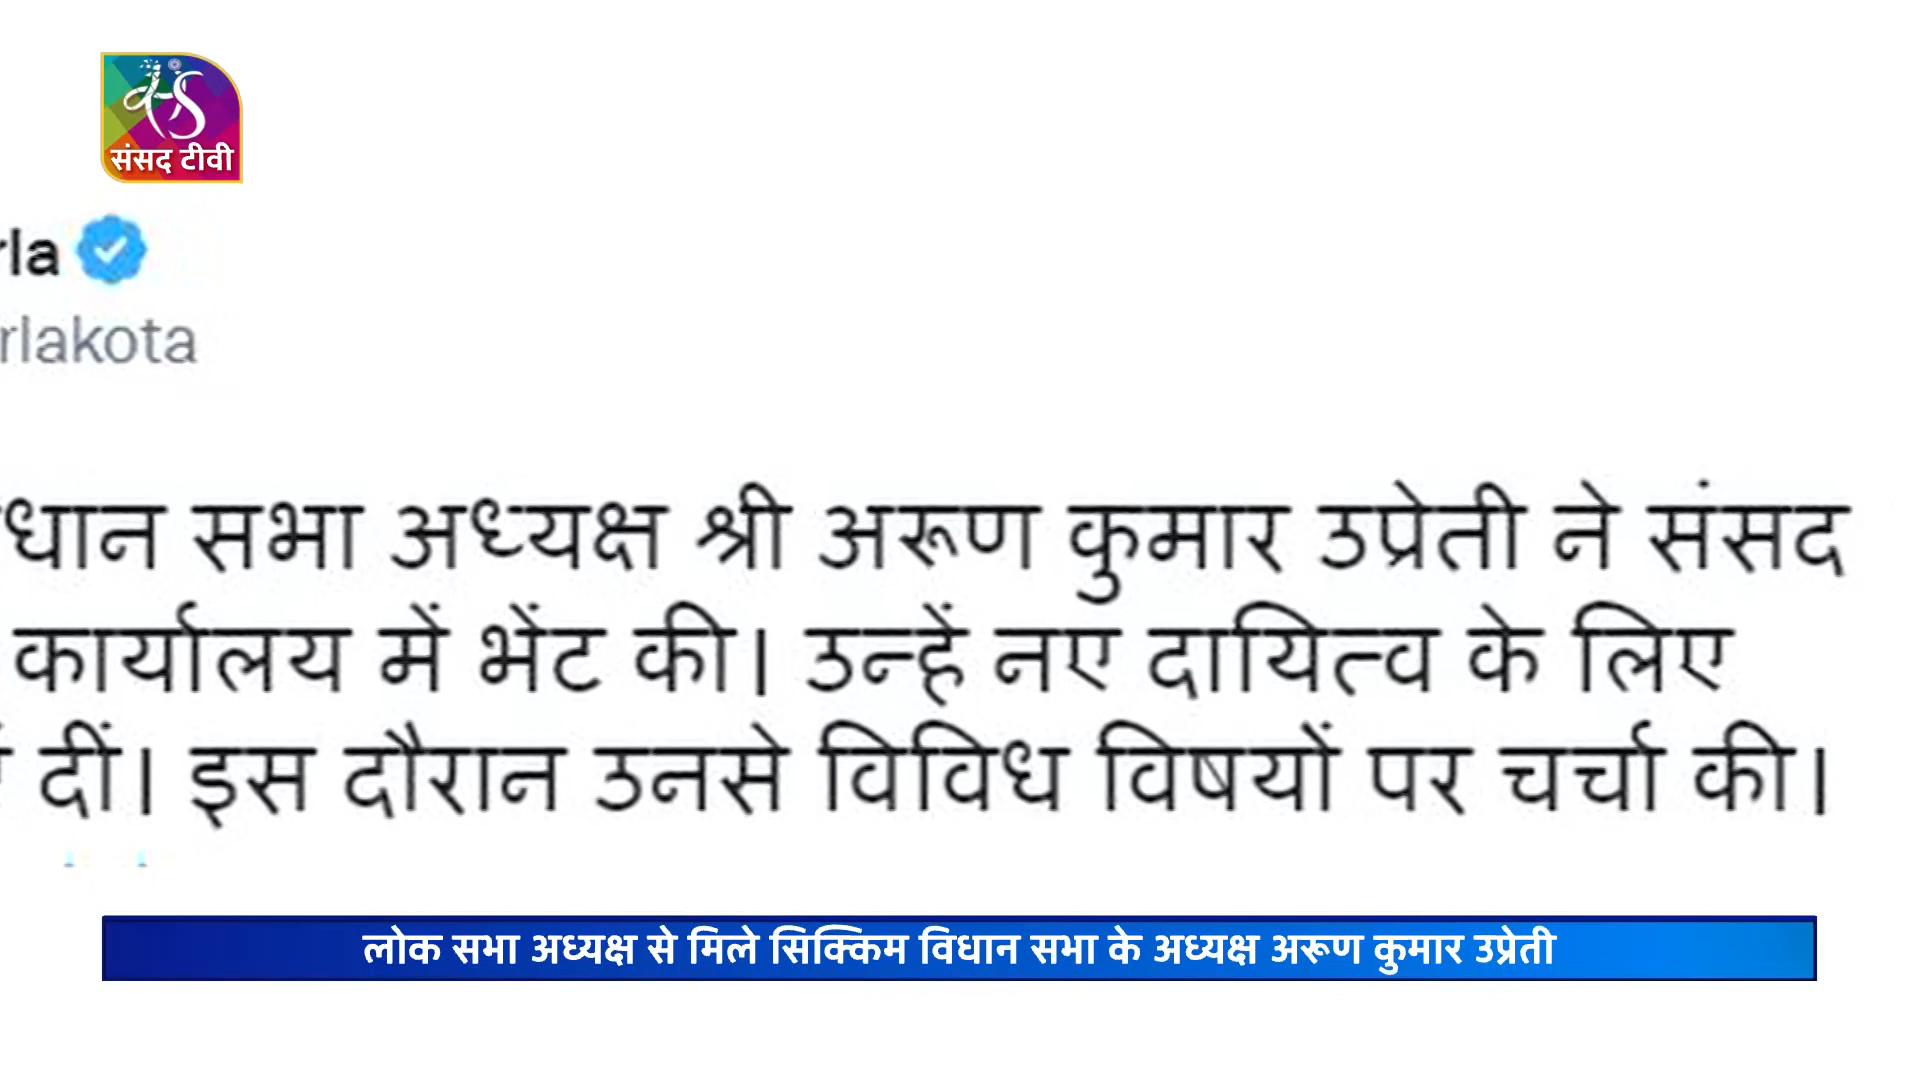 संसद टीवी
rla
rlakota
धान सभा अध्यक्ष श्री अरूण कुमार उप्रेती ने संसद
कार्यालय में भेंट की। उन्हें नए दायित्व के लिए
दीं। इस दौरान उनसे विविध विषयों पर चर्चा की।
लोक सभा अध्यक्ष से मिले सिक्किम विधान सभा के अध्यक्ष अरूण कुमार उप्रेती